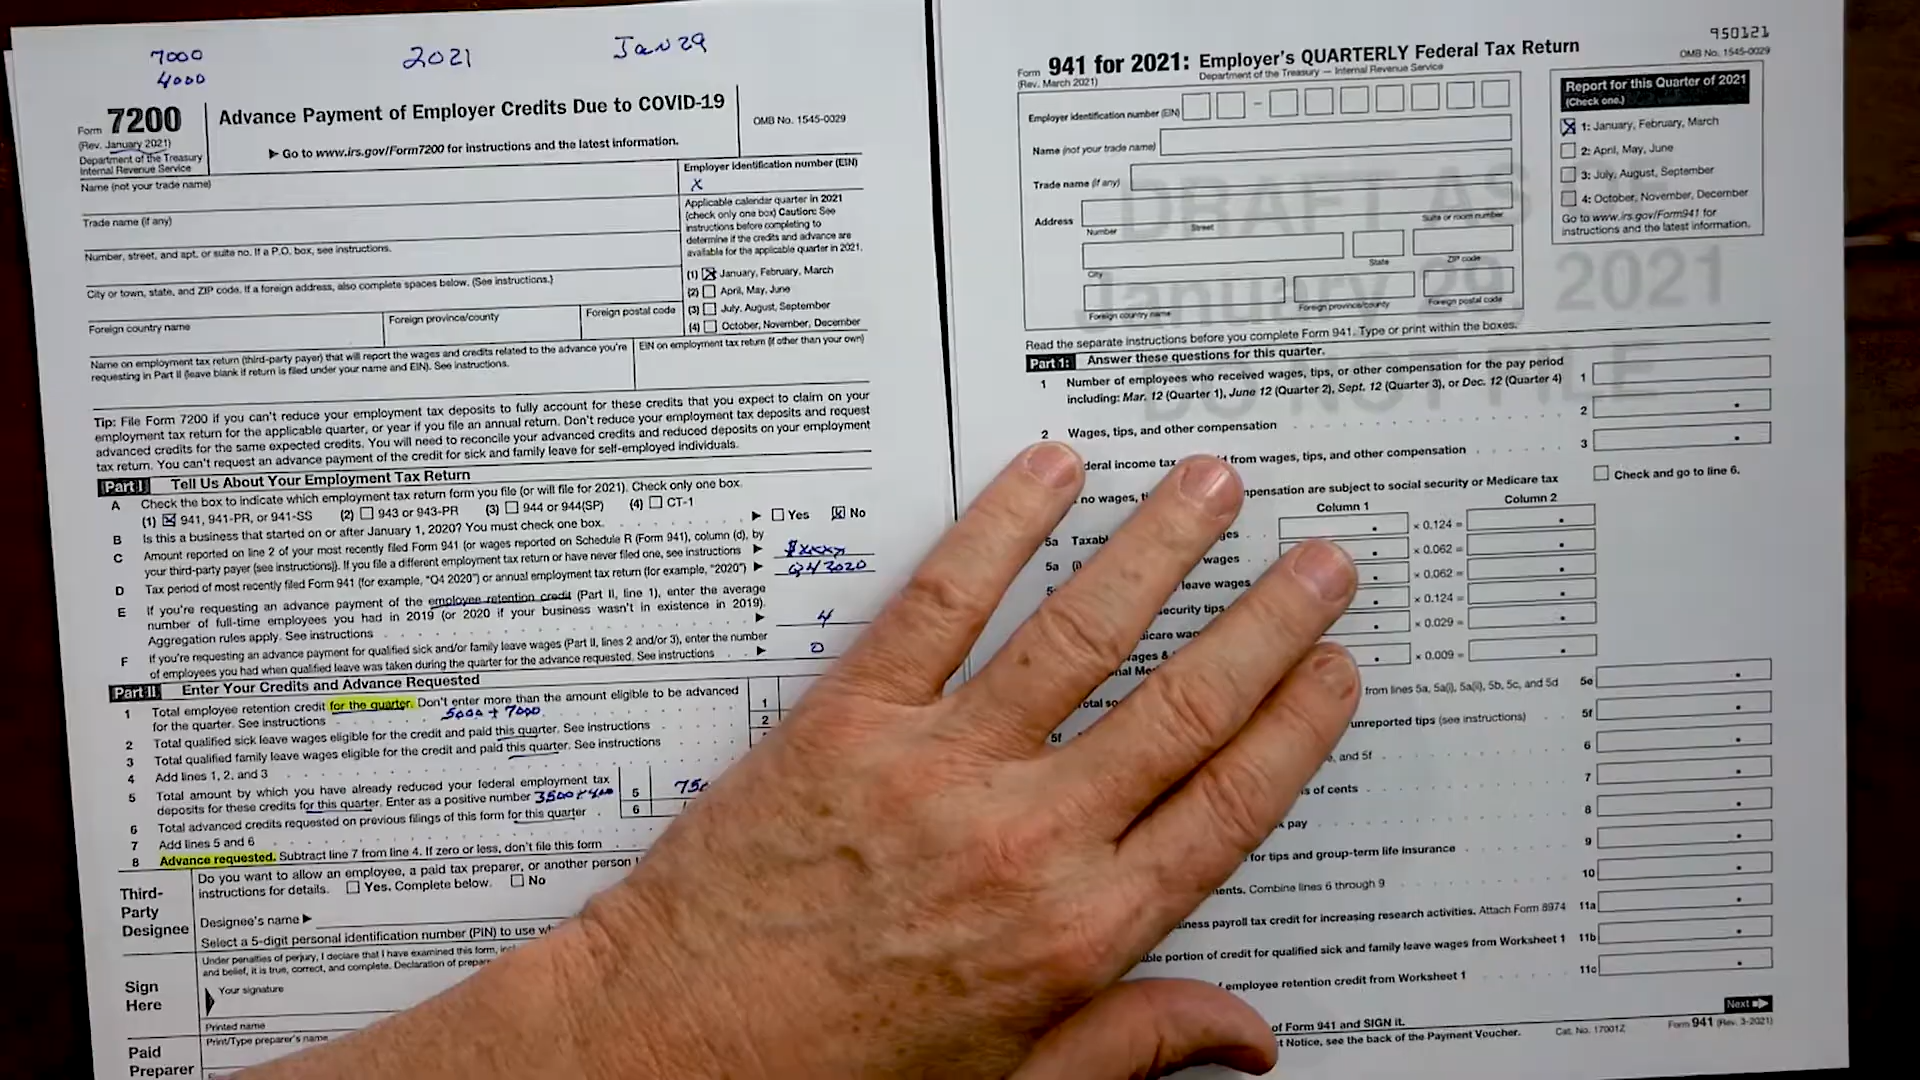 7000
4000
2021
Jan 29
Form 7200
(Rev. January 2021)
Department of the Treasury
Internal Revenue Service
Advance Payment of Employer Credits Due to COVID-19
▶ Go to www.irs.gov/Form7200 for instructions and the latest information.
OMB No. 1545-0029
Name (not your trade name)
Employer identification number (EIN)
X
Trade name (if any)
Number, street, and apt. or suite no. If a P.O. box, see instructions.
City or town, state, and ZIP code. If a foreign address, also complete spaces below. (See instructions.)
Foreign country name
Foreign province/county
Foreign postal code
Applicable calendar quarter in 2021
(check only one box) Caution: See
instructions before completing to
determine if the credits and advance are
available for the applicable quarter in 2021.
(1) ☒ January, February, March
(2) ☐ April, May, June
(3) ☐ July, August, September
(4) ☐ October, November, December
Name on employment tax return (third-party payer) that will report the wages and credits related to the advance you're
requesting in Part II (leave blank if return is filed under your name and EIN). See instructions.
EIN on employment tax return (if other than your own)
Tip: File Form 7200 if you can't reduce your employment tax deposits to fully account for these credits that you expect to claim on your
employment tax return for the applicable quarter, or year if you file an annual return. Don't reduce your employment tax deposits and request
advanced credits for the same expected credits. You will need to reconcile your advanced credits and reduced deposits on your employment
tax return. You can't request an advance payment of the credit for sick and family leave for self-employed individuals.
Part I Tell Us About Your Employment Tax Return
A Check the box to indicate which employment tax return form you file (or will file for 2021). Check only one box.
(1) ☒ 941, 941-PR, or 941-SS (2) ☐ 943 or 943-PR (3) ☐ 944 or 944(SP) (4) ☐ CT-1
B Is this a business that started on or after January 1, 2020? You must check one box. ▶ ☐ Yes ☒ No
C Amount reported on line 2 of your most recently filed Form 941 (or wages reported on Schedule R (Form 941), column (d), by
your third-party payer (see instructions)). If you file a different employment tax return or have never filed one, see instructions ▶ $xxxx
D Tax period of most recently filed Form 941 (for example, "Q4 2020") or annual employment tax return (for example, "2020") ▶ Q4 2020
E If you're requesting an advance payment of the employee retention credit (Part II, line 1), enter the average
number of full-time employees you had in 2019 (or 2020 if your business wasn't in existence in 2019).
Aggregation rules apply. See instructions ▶ 4
F If you're requesting an advance payment for qualified sick and/or family leave wages (Part II, lines 2 and/or 3), enter the number
of employees you had when qualified leave was taken during the quarter for the advance requested. See instructions ▶ 0
Part II Enter Your Credits and Advance Requested
1 Total employee retention credit for the quarter. Don't enter more than the amount eligible to be advanced
for the quarter. See instructions 5000 + 7000 1
2 Total qualified sick leave wages eligible for the credit and paid this quarter. See instructions 2
3 Total qualified family leave wages eligible for the credit and paid this quarter. See instructions
4 Add lines 1, 2, and 3
5 Total amount by which you have already reduced your federal employment tax
deposits for these credits for this quarter. Enter as a positive number 3500 + 400 5 75
6 Total advanced credits requested on previous filings of this form for this quarter 6
7 Add lines 5 and 6
8 Advance requested. Subtract line 7 from line 4. If zero or less, don't file this form
Third-
Party
Designee
Do you want to allow an employee, a paid tax preparer, or another person
instructions for details. ☐ Yes. Complete below. ☐ No
Designee's name ▶
Select a 5-digit personal identification number (PIN) to use
Sign
Here
Under penalties of perjury, I declare that I have examined this form,
and belief, it is true, correct, and complete. Declaration of
Your signature
Printed name
Paid
Preparer
Print/Type preparer's name
950121
Form 941 for 2021: Employer's QUARTERLY Federal Tax Return
(Rev. March 2021) Department of the Treasury — Internal Revenue Service
OMB No. 1545-0029
Employer identification number (EIN) –
Name (not your trade name)
Trade name (if any)
Address
Number Street Suite or room number
City State ZIP code
Foreign country name Foreign province/county Foreign postal code
Report for this Quarter of 2021
(Check one.)
☒ 1: January, February, March
☐ 2: April, May, June
☐ 3: July, August, September
☐ 4: October, November, December
Go to www.irs.gov/Form941 for
instructions and the latest information.
DRAFT AS
January 29, 2021
DO NOT FILE
Read the separate instructions before you complete Form 941. Type or print within the boxes.
Part 1: Answer these questions for this quarter.
1 Number of employees who received wages, tips, or other compensation for the pay period
including: Mar. 12 (Quarter 1), June 12 (Quarter 2), Sept. 12 (Quarter 3), or Dec. 12 (Quarter 4) 1
2 Wages, tips, and other compensation 2
deral income tax from wages, tips, and other compensation 3
no wages, pensation are subject to social security or Medicare tax ☐ Check and go to line 6.
Column 1 Column 2
5a Taxabl ges × 0.124 =
5a (i) wages × 0.062 =
leave wages × 0.062 =
ecurity tips × 0.124 =
icare wa × 0.029 =
ages &
nal Me × 0.009 =
otal so from lines 5a, 5a(i), 5a(ii), 5b, 5c, and 5d 5e
5f unreported tips (see instructions) 5f
and 5f 6
s of cents 7
k pay 8
for tips and group-term life insurance 9
ents. Combine lines 6 through 9 10
iness payroll tax credit for increasing research activities. Attach Form 8974 11a
ble portion of credit for qualified sick and family leave wages from Worksheet 1 11b
employee retention credit from Worksheet 1 11c
Next ▶
of Form 941 and SIGN it.
t Notice, see the back of the Payment Voucher. Cat. No. 17001Z Form 941 (Rev. 3-2021)